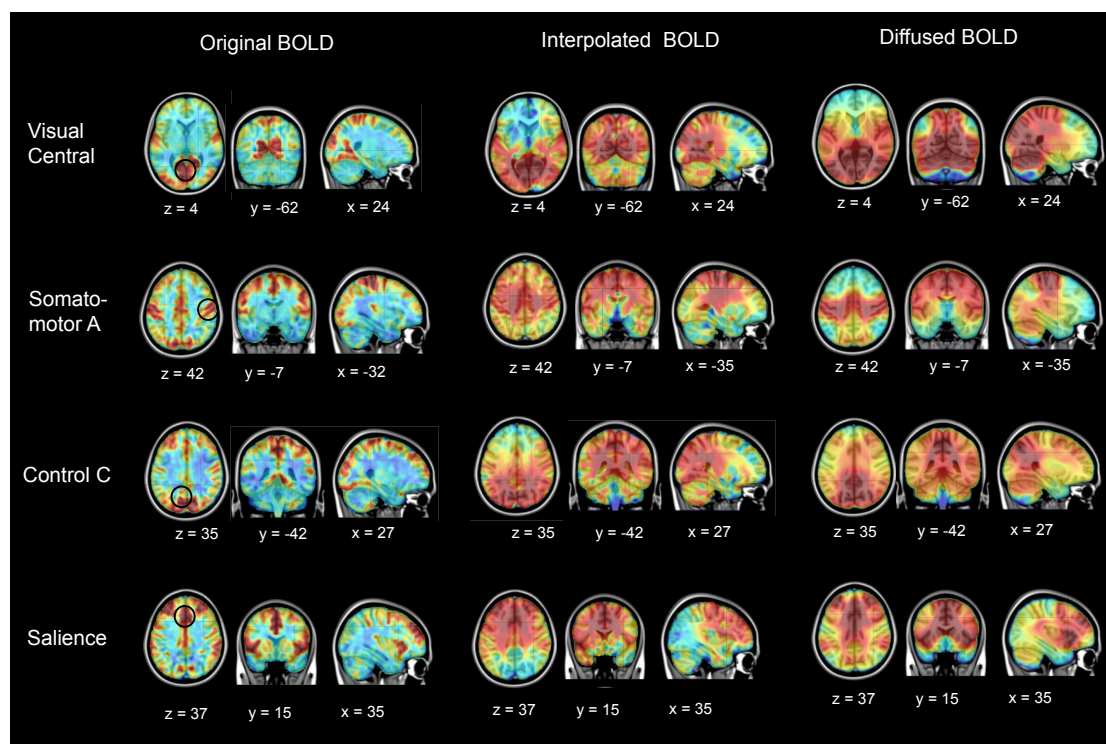 Original BOLD
Interpolated BOLD
Diffused BOLD
Visual
Central
z = 4
y = -62
x = 24
z = 4
y = -62
x = 24
z = 4
y = -62
x = 24
Somato-
motor A
z = 42
y = -7
x = -32
z = 42
y = -7
x = -35
z = 42
y = -7
x = -35
Control C
z = 35
y = -42
x = 27
z = 35
y = -42
x = 27
z = 35
y = -42
x = 27
Salience
z = 37
y = 15
x = 35
z = 37
y = 15
x = 35
z = 37
y = 15
x = 35